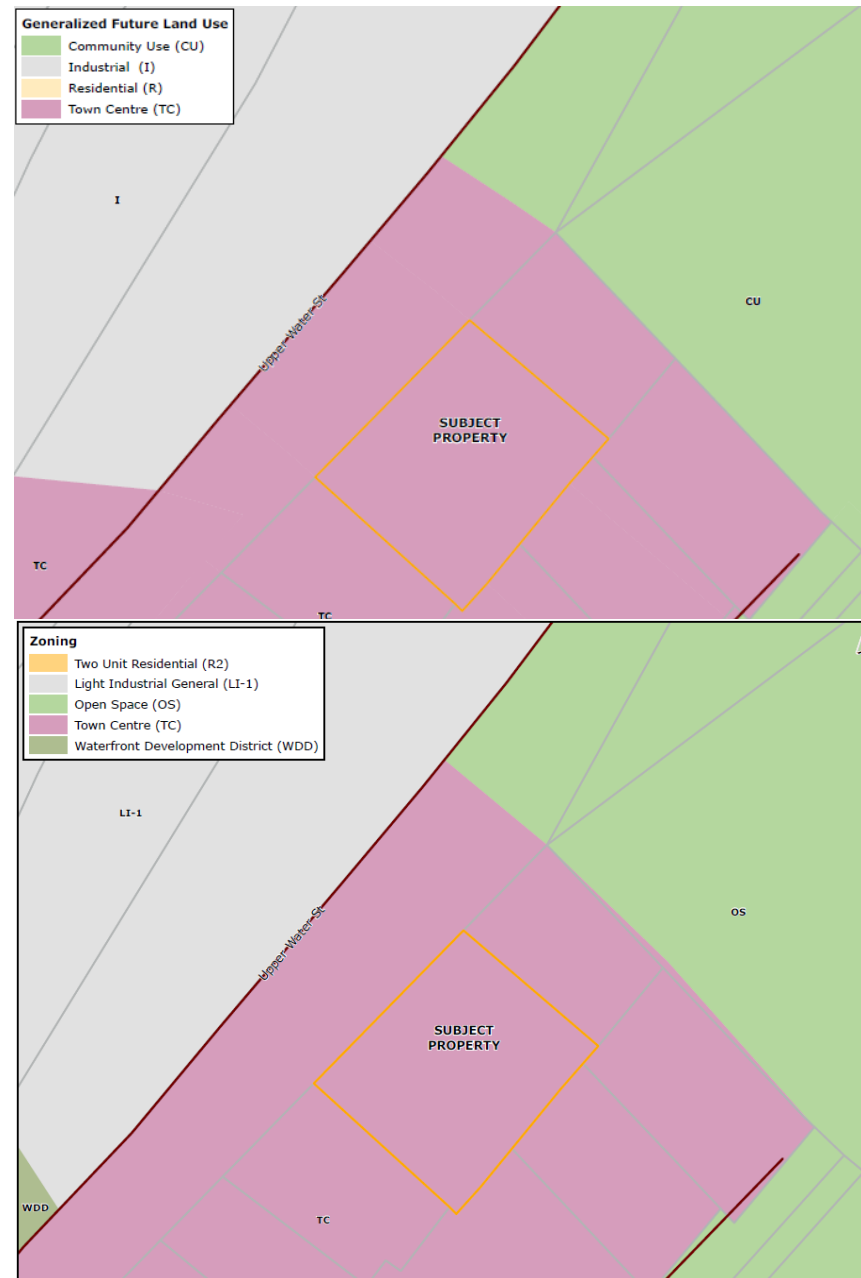 Generalized Future Land Use
Community Use (CU)
Industrial (I)
Residential (R)
Town Centre (TC)
I
Upper Water St
CU
SUBJECT
PROPERTY
TC
TC
Zoning
Two Unit Residential (R2)
Light Industrial General (LI-1)
Open Space (OS)
Town Centre (TC)
Waterfront Development District (WDD)
LI-1
Upper Water St
OS
SUBJECT
PROPERTY
WDD
TC